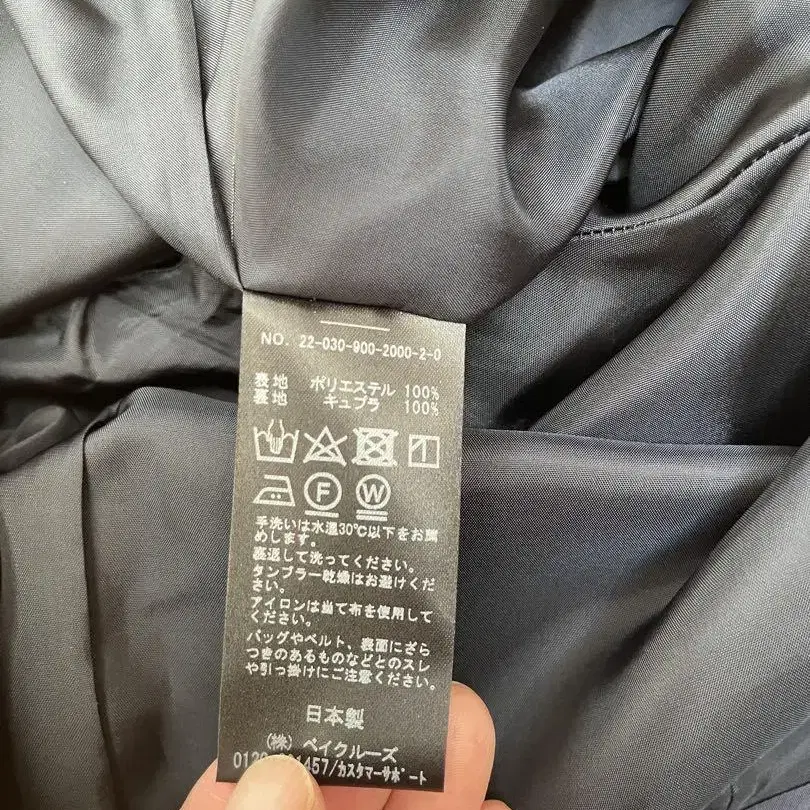 NO. 22-030-900-2000-2-0
表地 ポリエステル 100%
裏地 キュプラ 100%
F
W
手洗いは水温30℃以下をお薦
めします。
裏返して洗ってください。
タンブラー乾燥はお避けくだ
さい。
アイロンは当て布を使用して
ください。
バッグやベルト、表面にざら
つきのあるものなどとのスレ
や引っ掛けにご注意ください。
日本製
(株) ベイクルーズ
/カスタマーサポート